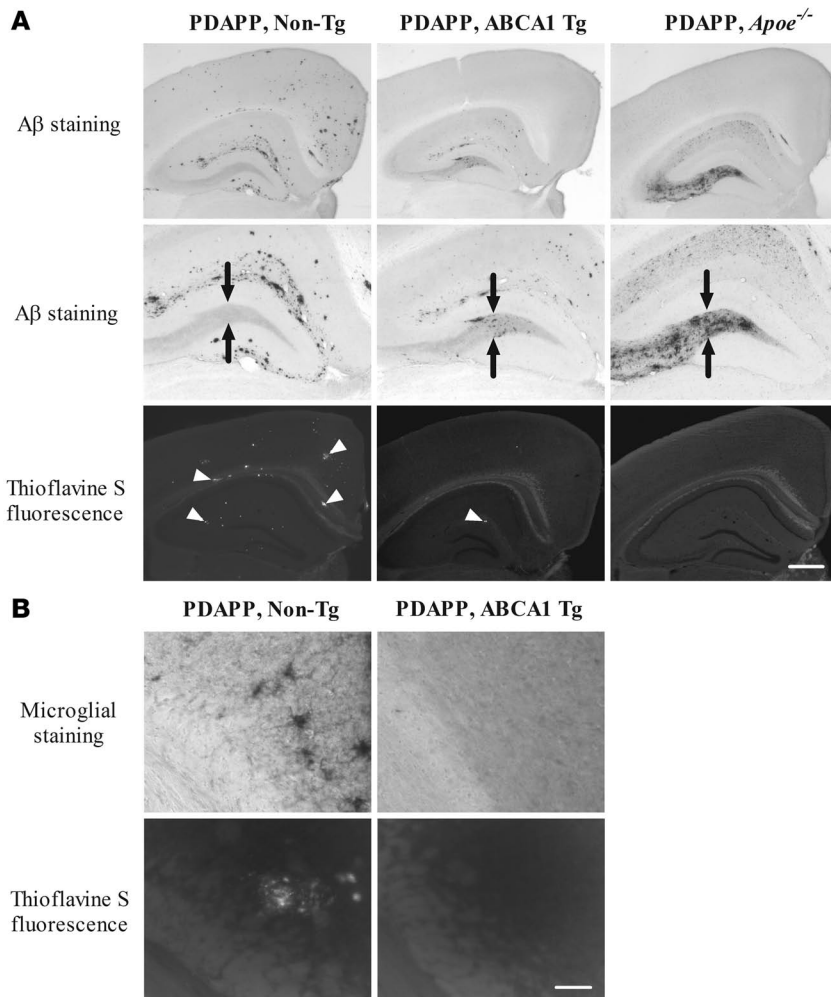 A
PDAPP, Non-Tg
PDAPP, ABCA1 Tg
PDAPP, Apoe-/-
Aβ staining
Aβ staining
Thioflavine S
fluorescence
B
PDAPP, Non-Tg
PDAPP, ABCA1 Tg
Microglial
staining
Thioflavine S
fluorescence